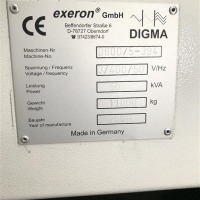 CE exeron® GmbH
Beffendorfer Straße 6
D-78727 Oberndorf
DIGMA
Maschinen-Nr.
Machine-No.
Spannung / Frequenz
Voltage / frequency
V/Hz
Leistung
Power
kVA
Gewicht
Weight
kg
Baujahr
Year of manufacture
Made in Germany